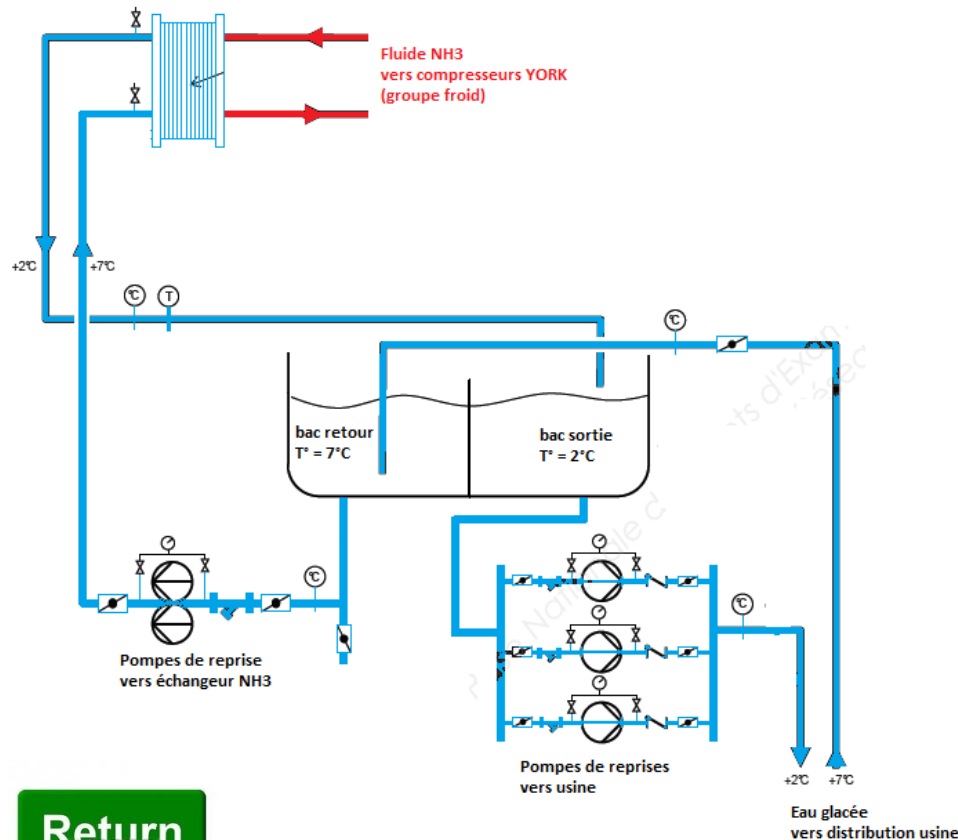 Fluide NH3
vers compresseurs YORK
(groupe froid)
+2°C
+7°C
°C
T
°C
bac retour
T° = 7°C
bac sortie
T° = 2°C
°C
°C
Pompes de reprise
vers échangeur NH3
Pompes de reprises
vers usine
+2°C
+7°C
Eau glacée
vers distribution usine
Return